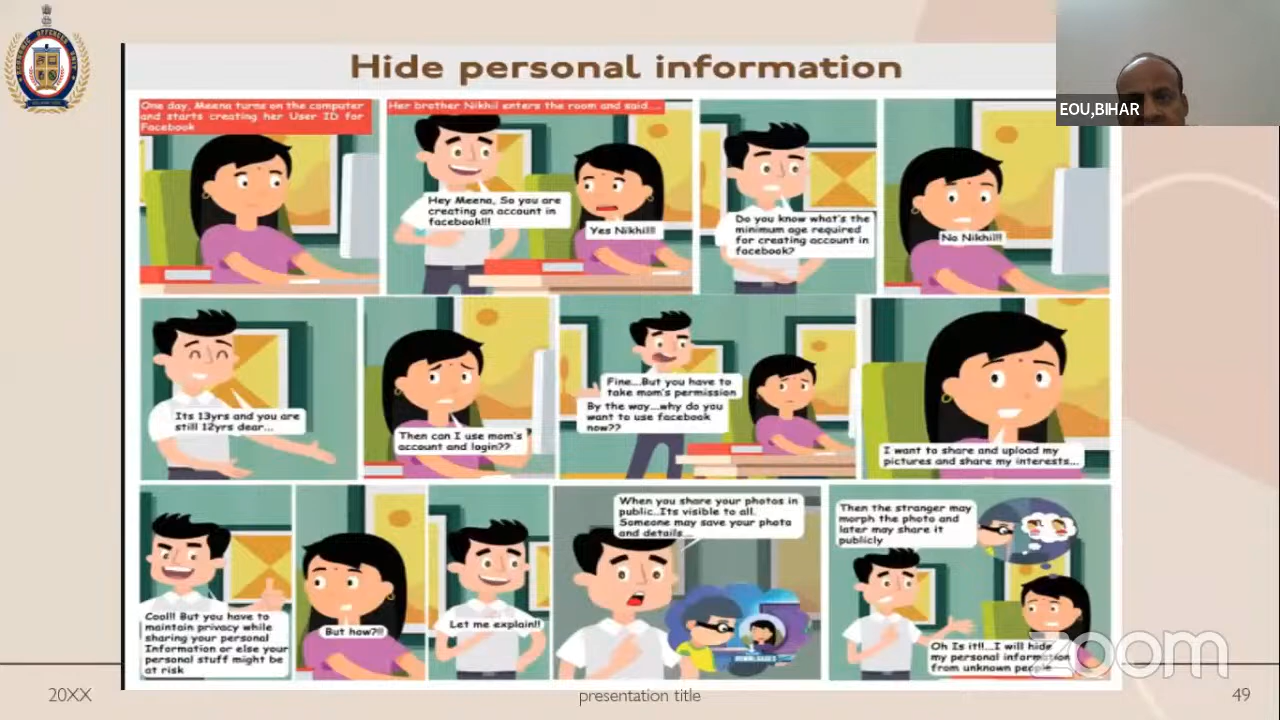 Hide personal information
EOU,BIHAR
One day, Meena turns on the computer
and starts creating her User ID for
Facebook
Her brother Nikhil enters the room and said....
Hey Meena, So you are
creating an account in
facebook!!!
Yes Nikhil!!!
Do you know what's the
minimum age required
for creating account in
facebook?
No Nikhil!!
Its 13yrs and you are
still 12yrs dear...
Then can I use mom's
account and login??
Fine...But you have to
take mom's permission
By the way...why do you
want to use facebook
now??
I want to share and upload my
pictures and share my interests...
Cool!! But you have to
maintain privacy while
sharing your personal
Information or else your
personal stuff might be
at risk
But how?!!
Let me explain!!
When you share your photos in
public..Its visible to all.
Someone may save your photo
and details...
Then the stranger may
morph the photo and
later may share it
publicly
Oh Is it!!...I will hide
my personal information
from unknown people
zoom
20XX
presentation title
49